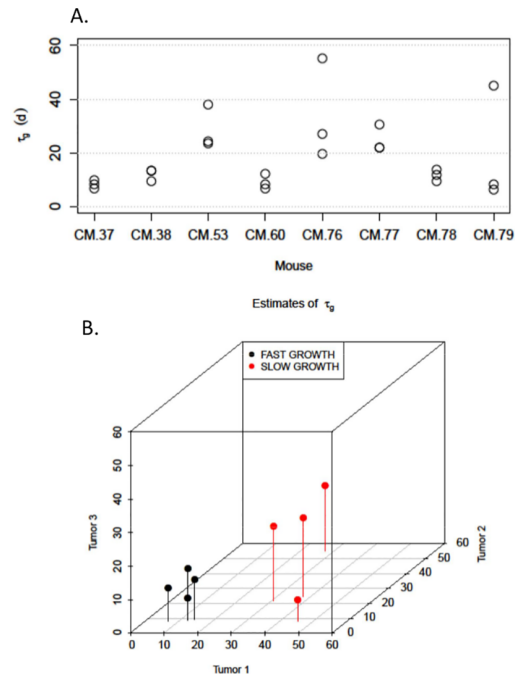 A.
60
40
20
0
τg (d)
CM.37 CM.38 CM.53 CM.60 CM.76 CM.77 CM.78 CM.79
Mouse
Estimates of τg
B.
FAST GROWTH
SLOW GROWTH
60
50
40
30
20
10
0
Tumor 3
0 10 20 30 40 50 60
Tumor 1
60
50
40
30
20
10
0
Tumor 2